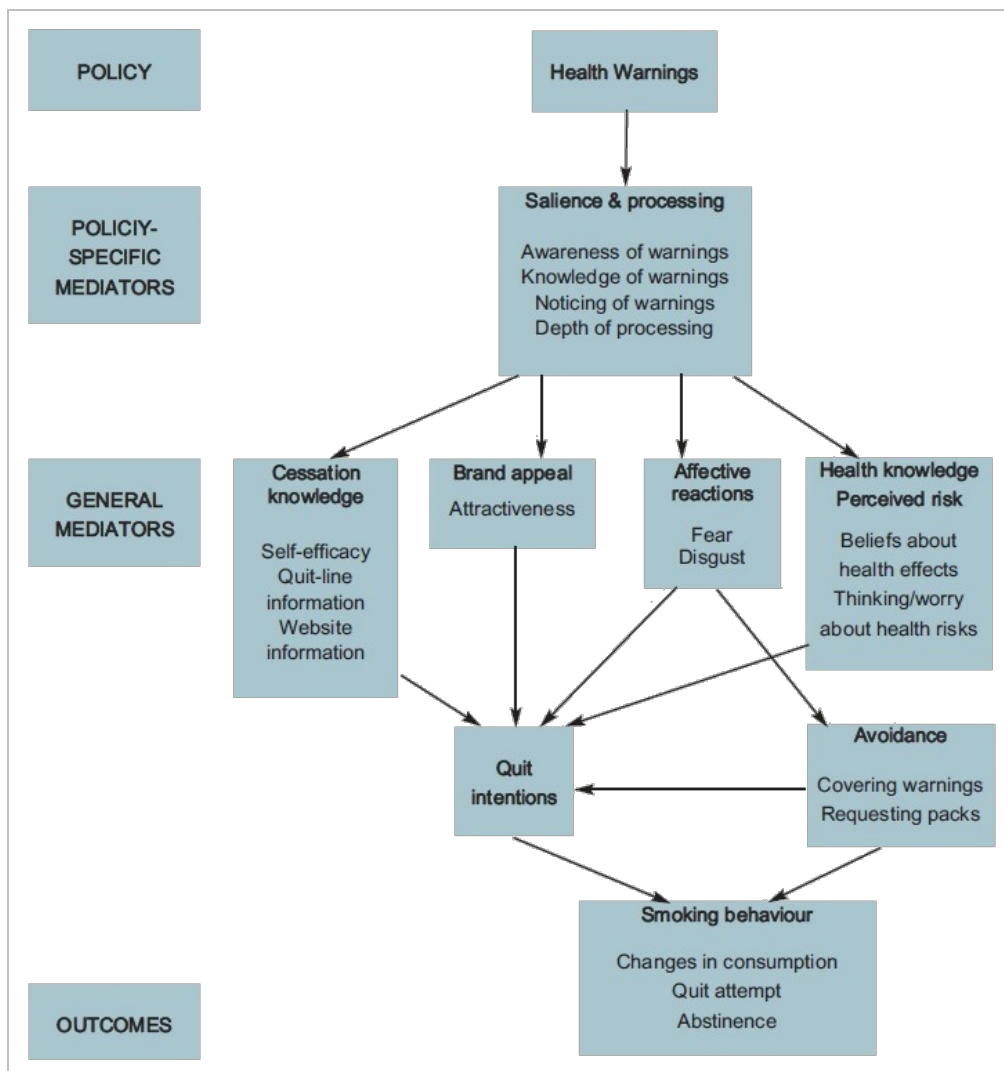 POLICY
Health Warnings
POLICIY-
SPECIFIC
MEDIATORS
Salience & processing
Awareness of warnings
Knowledge of warnings
Noticing of warnings
Depth of processing
GENERAL
MEDIATORS
Cessation
knowledge
Self-efficacy
Quit-line
information
Website
information
Brand appeal
Attractiveness
Affective
reactions
Fear
Disgust
Health knowledge
Perceived risk
Beliefs about
health effects
Thinking/worry
about health risks
Quit
intentions
Avoidance
Covering warnings
Requesting packs
Smoking behaviour
Changes in consumption
Quit attempt
Abstinence
OUTCOMES